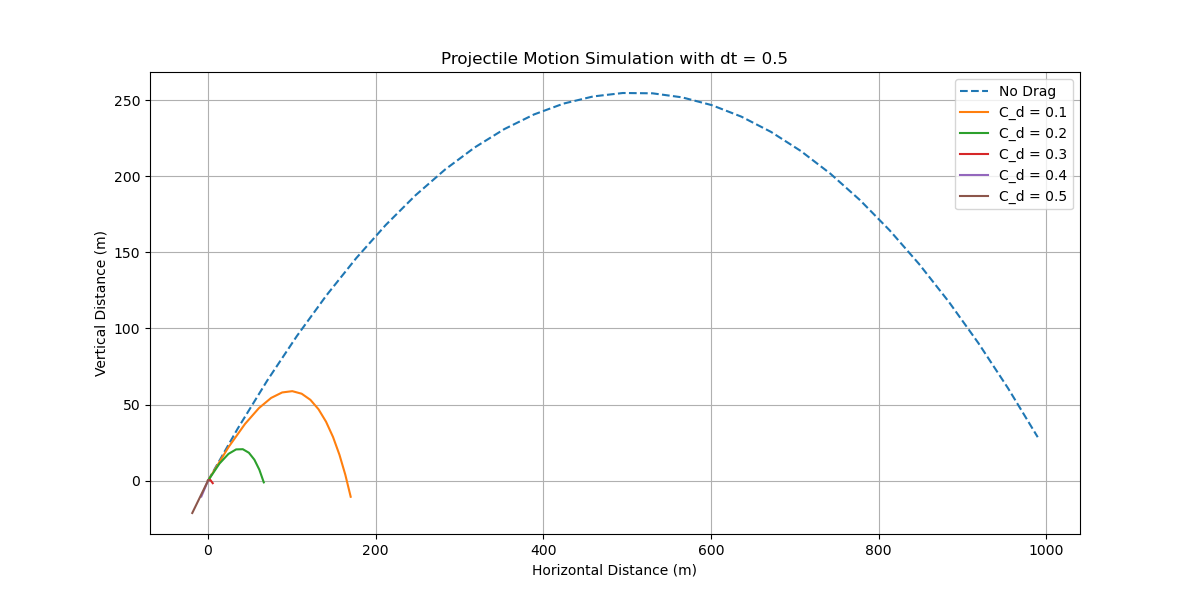 Projectile Motion Simulation with dt = 0.5
No Drag
C_d = 0.1
C_d = 0.2
C_d = 0.3
C_d = 0.4
C_d = 0.5
Vertical Distance (m)
250
200
150
100
50
0
0 200 400 600 800 1000
Horizontal Distance (m)